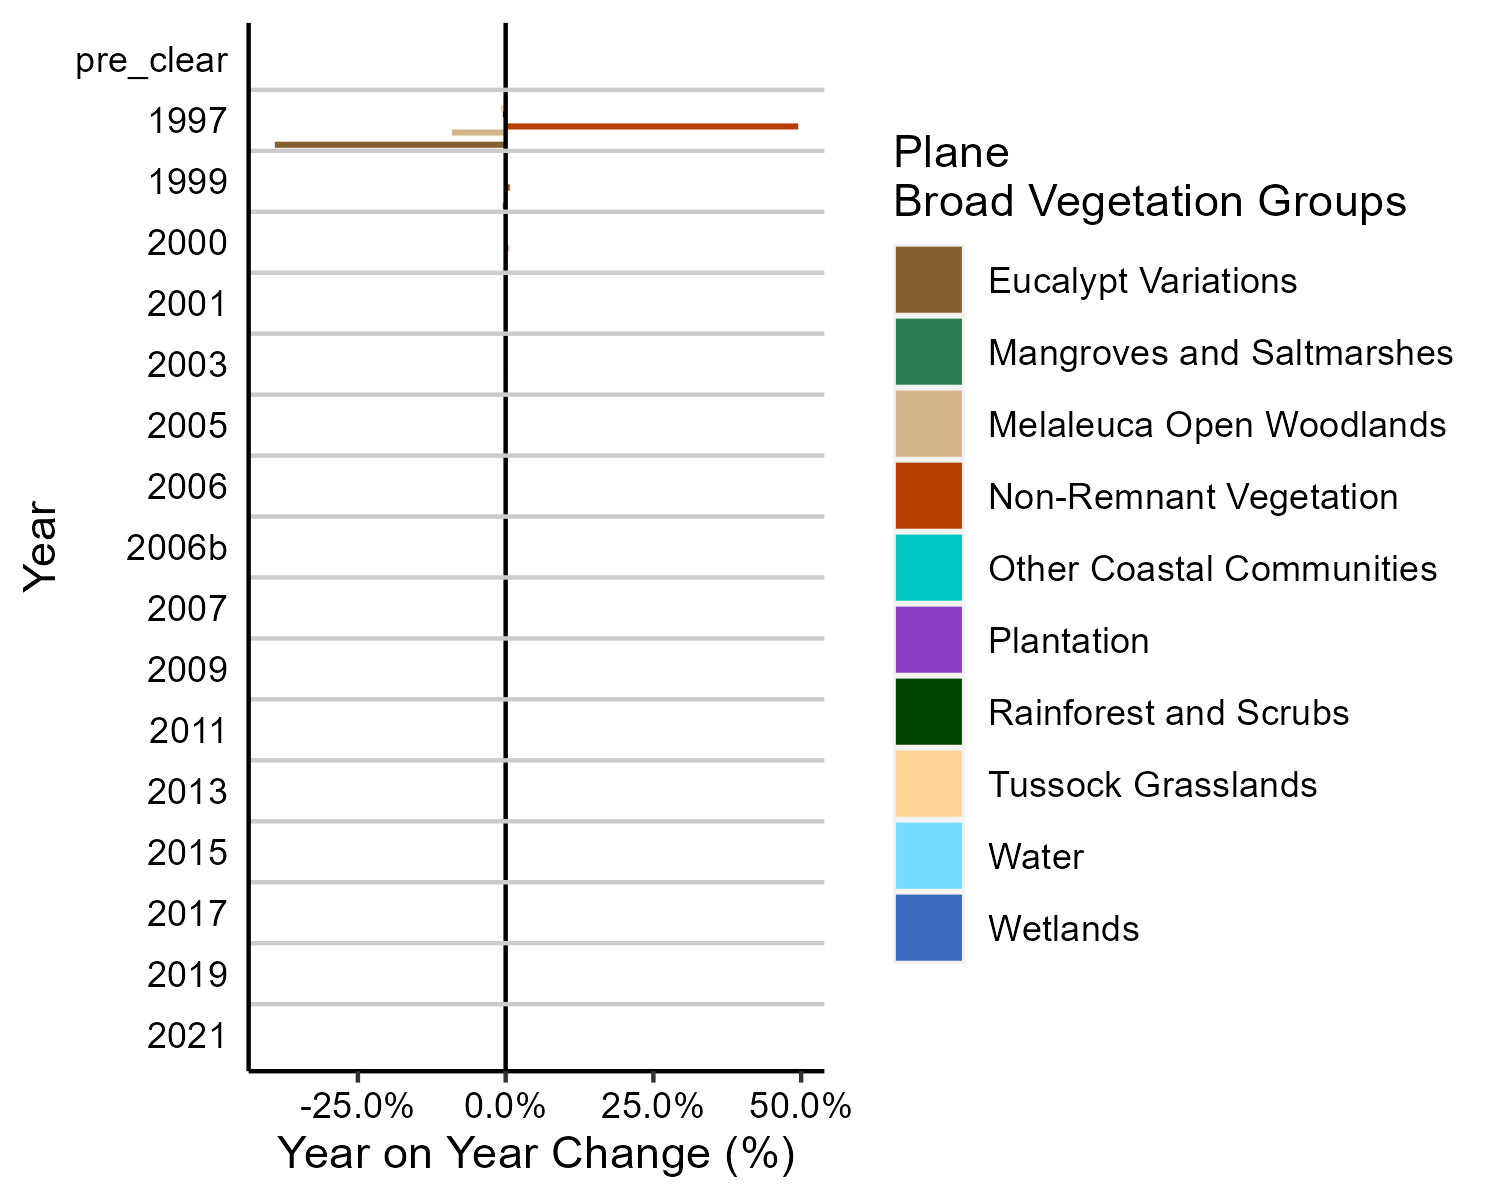 pre_clear
1997
1999
2000
2001
2003
2005
2006
2006b
2007
2009
2011
2013
2015
2017
2019
2021
Year
-25.0% 0.0% 25.0% 50.0%
Year on Year Change (%)
Plane
Broad Vegetation Groups
Eucalypt Variations
Mangroves and Saltmarshes
Melaleuca Open Woodlands
Non-Remnant Vegetation
Other Coastal Communities
Plantation
Rainforest and Scrubs
Tussock Grasslands
Water
Wetlands